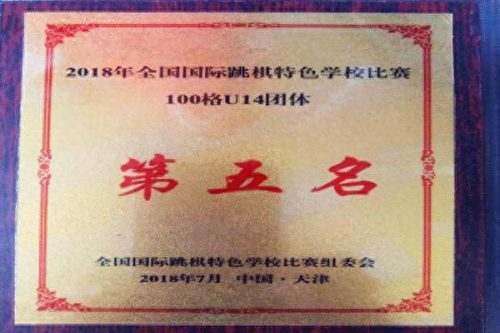 2018年全国国际跳棋特色学校比赛
100格U14团体
第五名
全国国际跳棋特色学校比赛组委会
2018年7月 中国·天津